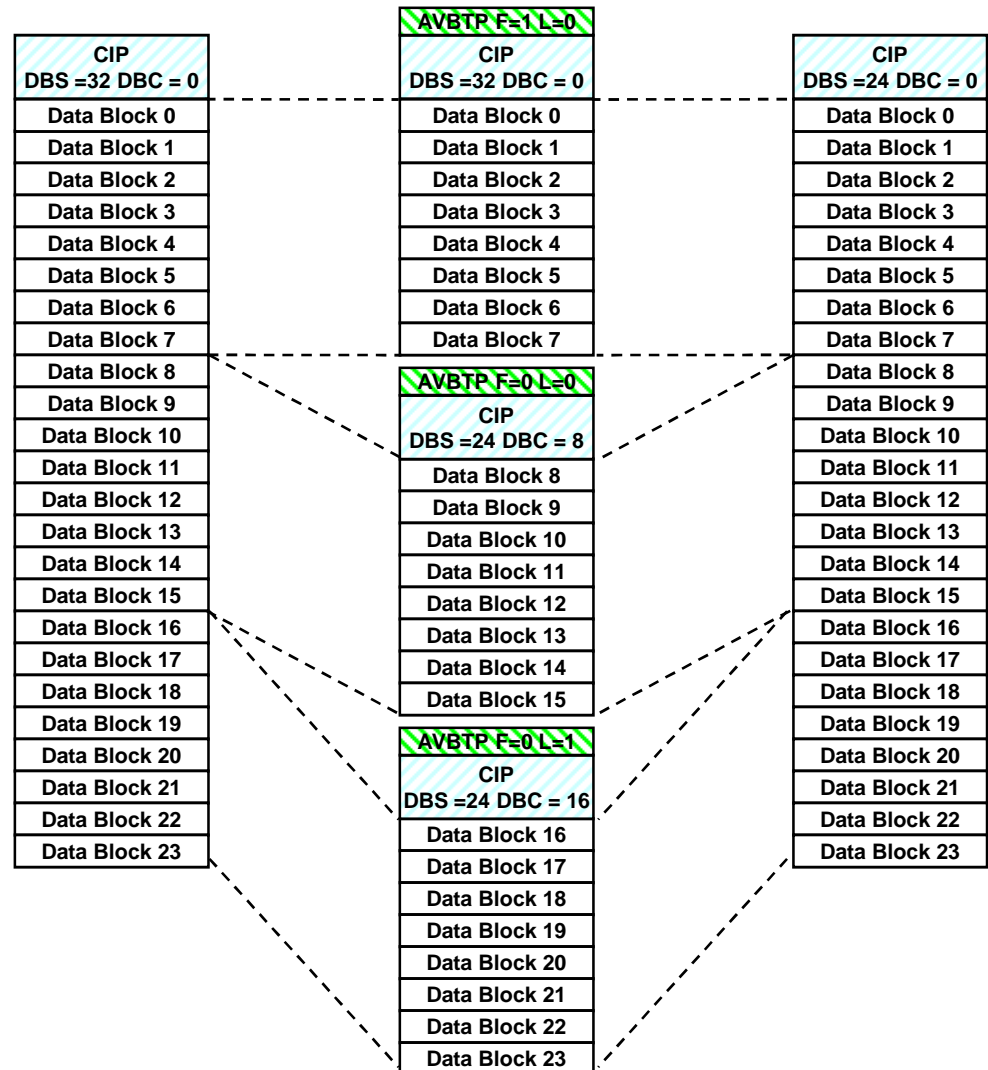 CIP
DBS =32 DBC = 0
Data Block 0
Data Block 1
Data Block 2
Data Block 3
Data Block 4
Data Block 5
Data Block 6
Data Block 7
Data Block 8
Data Block 9
Data Block 10
Data Block 11
Data Block 12
Data Block 13
Data Block 14
Data Block 15
Data Block 16
Data Block 17
Data Block 18
Data Block 19
Data Block 20
Data Block 21
Data Block 22
Data Block 23
AVBTP F=1 L=0
CIP
DBS =32 DBC = 0
Data Block 0
Data Block 1
Data Block 2
Data Block 3
Data Block 4
Data Block 5
Data Block 6
Data Block 7
AVBTP F=0 L=0
CIP
DBS =24 DBC = 8
Data Block 8
Data Block 9
Data Block 10
Data Block 11
Data Block 12
Data Block 13
Data Block 14
Data Block 15
AVBTP F=0 L=1
CIP
DBS =24 DBC = 16
Data Block 16
Data Block 17
Data Block 18
Data Block 19
Data Block 20
Data Block 21
Data Block 22
Data Block 23
CIP
DBS =24 DBC = 0
Data Block 0
Data Block 1
Data Block 2
Data Block 3
Data Block 4
Data Block 5
Data Block 6
Data Block 7
Data Block 8
Data Block 9
Data Block 10
Data Block 11
Data Block 12
Data Block 13
Data Block 14
Data Block 15
Data Block 16
Data Block 17
Data Block 18
Data Block 19
Data Block 20
Data Block 21
Data Block 22
Data Block 23